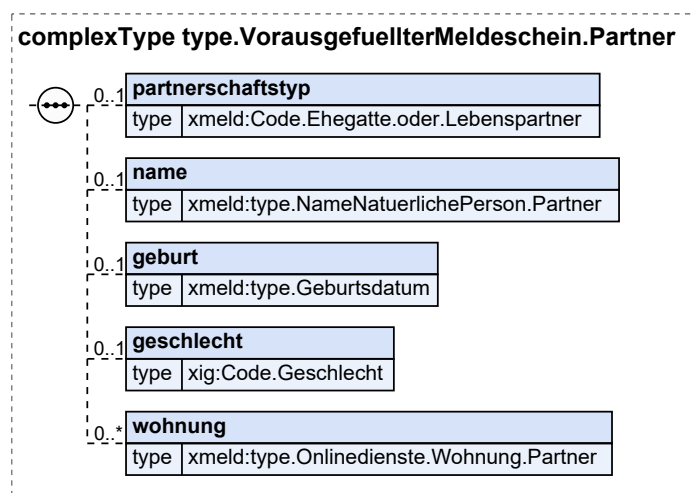 complexType type.VorausgefuellterMeldeschein.Partner
0..1 partnerschaftstyp
type xmeld:Code.Ehegatte.oder.Lebenspartner
0..1 name
type xmeld:type.NameNatuerlichePerson.Partner
0..1 geburt
type xmeld:type.Geburtsdatum
0..1 geschlecht
type xig:Code.Geschlecht
0..* wohnung
type xmeld:type.Onlinedienste.Wohnung.Partner